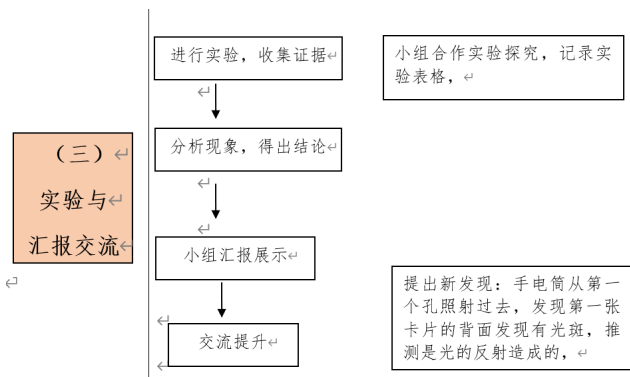 进行实验，收集证据
小组合作实验探究，记录实
验表格，
分析现象，得出结论
（三）
实验与
汇报交流
小组汇报展示
提出新发现：手电筒从第一
个孔照射过去，发现第一张
卡片的背面发现有光斑，推
测是光的反射造成的，
交流提升